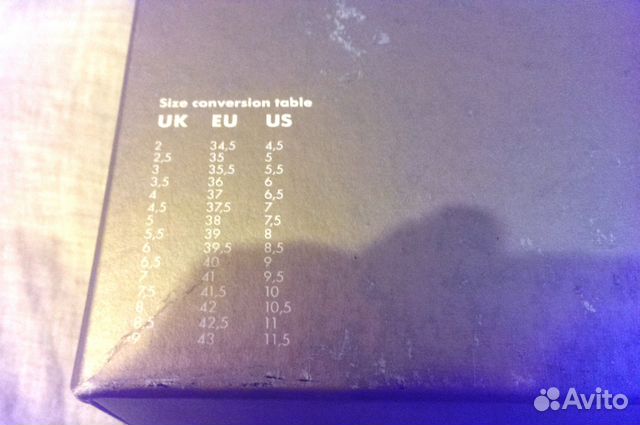 Size conversion table
UK EU US
2 34,5 4,5
2,5 35 5
3 35,5 5,5
3,5 36 6
4 37 6,5
4,5 37,5 7
5 38 7,5
5,5 39 8
6 39,5 8,5
6,5 40 9
7 41 9,5
7,5 41,5 10
8 42 10,5
8,5 42,5 11
9 43 11,5
Avito